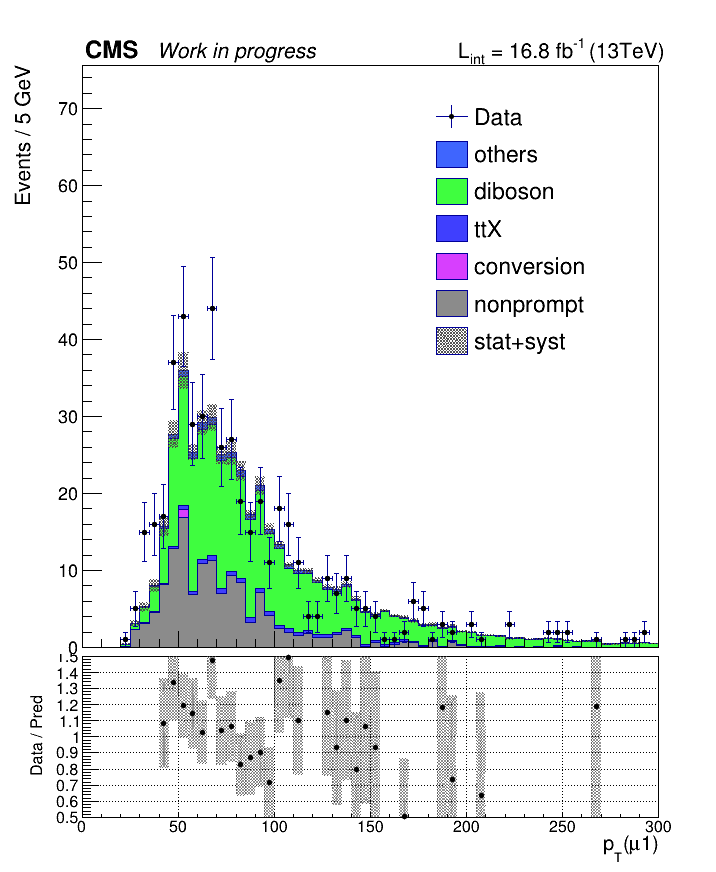 CMS Work in progress L_int = 16.8 fb^-1 (13TeV)
Events / 5 GeV
70
60
50
40
30
20
10
0
Data
others
diboson
ttX
conversion
nonprompt
stat+syst
Data / Pred
1.5
1.4
1.3
1.2
1.1
1
0.9
0.8
0.7
0.6
0.5
0 50 100 150 200 250 300
p_T(μ1)